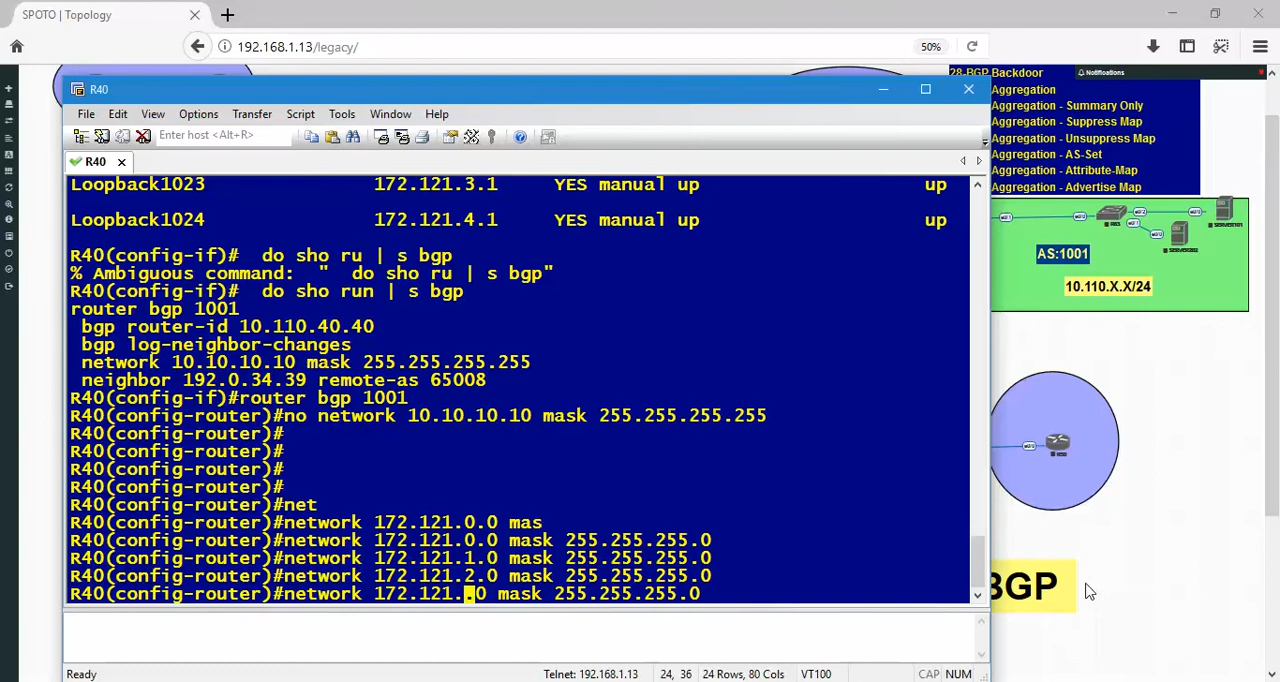 SPOTO | Topology
192.168.1.13/legacy/
50%
28-BGP Backdoor
Notifications
Aggregation
Aggregation - Summary Only
Aggregation - Suppress Map
Aggregation - Unsuppress Map
Aggregation - AS-Set
Aggregation - Attribute-Map
Aggregation - Advertise Map
R40
File Edit View Options Transfer Script Tools Window Help
Enter host <Alt+R>
R40
Loopback1023 172.121.3.1 YES manual up up
Loopback1024 172.121.4.1 YES manual up up
R40(config-if)#  do sho ru | s bgp
% Ambiguous command:  "  do sho ru | s bgp"
R40(config-if)#  do sho run | s bgp
router bgp 1001
bgp router-id 10.110.40.40
bgp log-neighbor-changes
network 10.10.10.10 mask 255.255.255.255
neighbor 192.0.34.39 remote-as 65008
R40(config-if)#router bgp 1001
R40(config-router)#no network 10.10.10.10 mask 255.255.255.255
R40(config-router)#
R40(config-router)#
R40(config-router)#
R40(config-router)#
R40(config-router)#net
R40(config-router)#network 172.121.0.0 mas
R40(config-router)#network 172.121.0.0 mask 255.255.255.0
R40(config-router)#network 172.121.1.0 mask 255.255.255.0
R40(config-router)#network 172.121.2.0 mask 255.255.255.0
R40(config-router)#network 172.121..0 mask 255.255.255.0
AS:1001
10.110.X.X/24
BGP
Ready
Telnet: 192.168.1.13 24, 36 24 Rows, 80 Cols VT100 CAP NUM